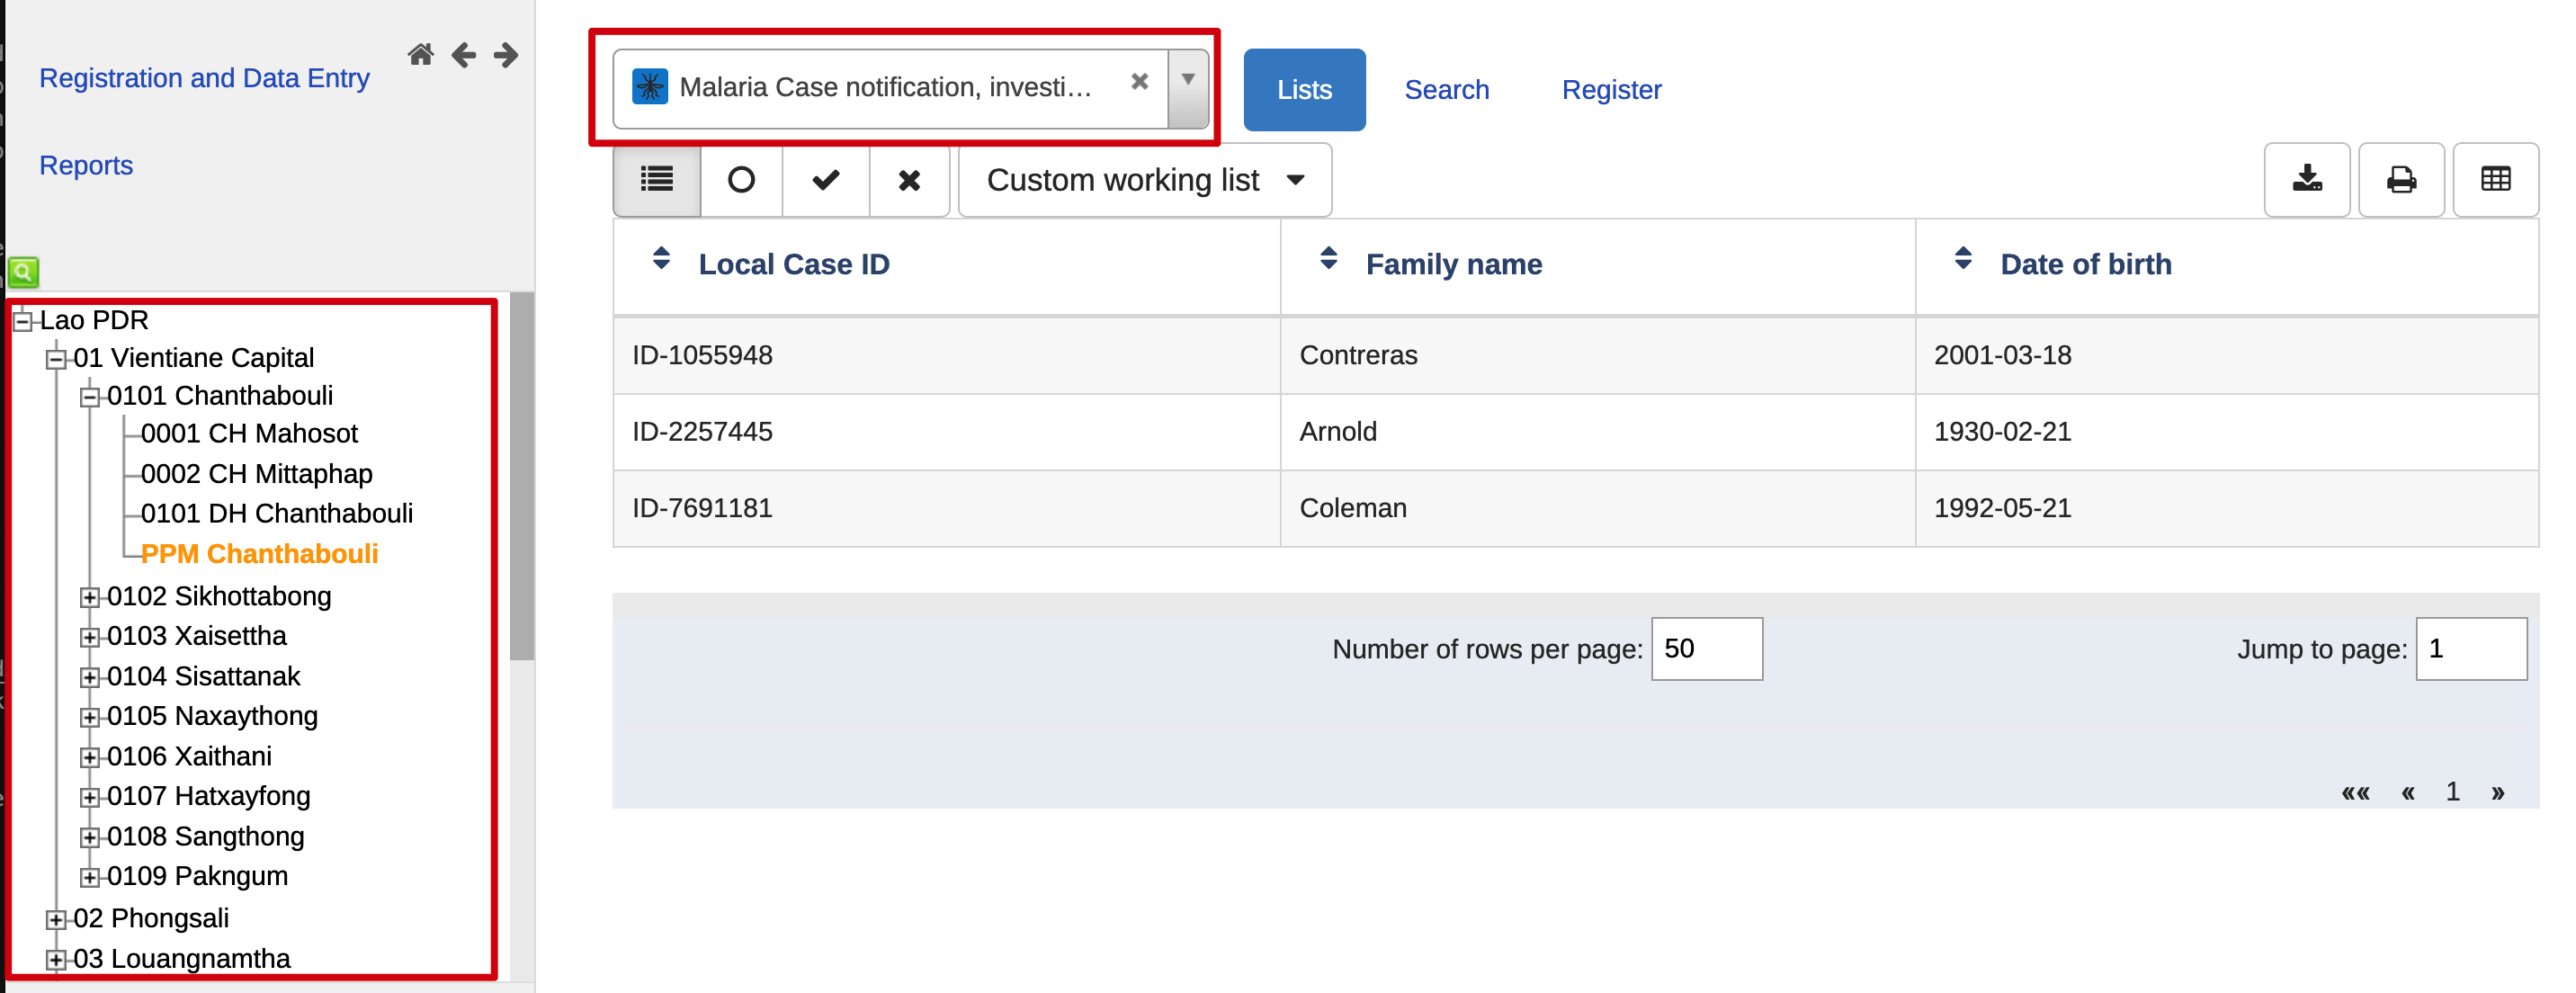 Registration and Data Entry
Reports
Lao PDR
01 Vientiane Capital
0101 Chanthabouli
0001 CH Mahosot
0002 CH Mittaphap
0101 DH Chanthabouli
PPM Chanthabouli
0102 Sikhottabong
0103 Xaisettha
0104 Sisattanak
0105 Naxaythong
0106 Xaithani
0107 Hatxayfong
0108 Sangthong
0109 Pakngum
02 Phongsali
03 Louangnamtha
Malaria Case notification, investi...
Lists Search Register
Custom working list
Local Case ID Family name Date of birth
ID-1055948 Contreras 2001-03-18
ID-2257445 Arnold 1930-02-21
ID-7691181 Coleman 1992-05-21
Number of rows per page: 50 Jump to page: 1
«« « 1 »